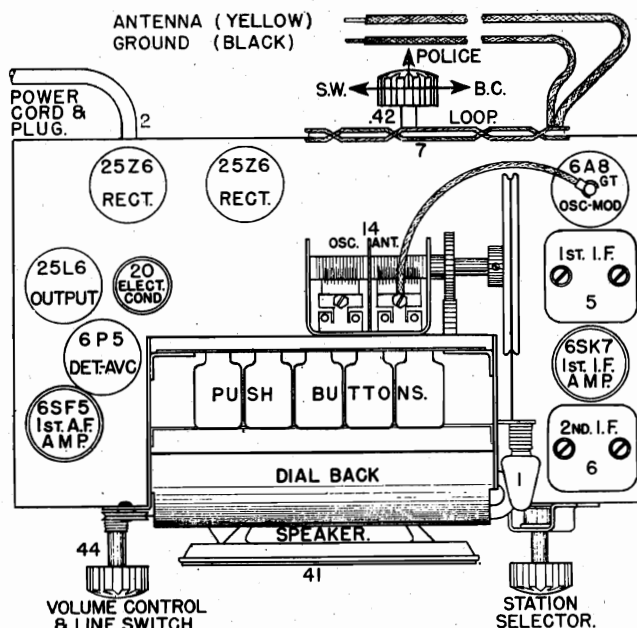 ANTENNA (YELLOW)
GROUND (BLACK)
POLICE
S.W.
B.C.
.42
LOOP.
POWER
CORD &
PLUG.
2
7
25Z6
RECT.
25Z6
RECT.
6A8
GT
OSC-MOD
14
OSC. ANT.
1ST. I.F.
5
25L6
OUTPUT
20
ELECT.
COND
6P5
DET-AVC
6SK7
1ST. I.F.
AMP.
6SF5
1ST. A.F.
AMP.
PUSH BUTTONS.
2ND. I.F.
6
DIAL BACK
1
SPEAKER.
44
41
VOLUME CONTROL
& LINE SWITCH
STATION
SELECTOR.